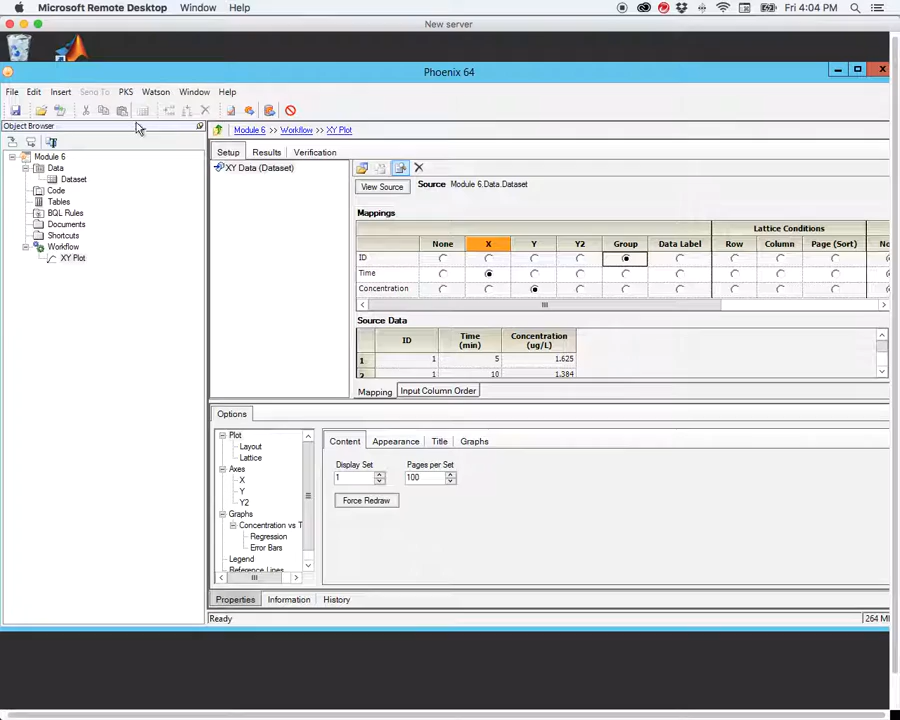 Microsoft Remote Desktop Window Help Fri 4:04 PM
New server
Phoenix 64
File Edit Insert Send To PKS Watson Window Help
Object Browser
Module 6 >> Workflow >> XY Plot
Setup Results Verification
Module 6
Data
Dataset
Code
Tables
BQL Rules
Documents
Shortcuts
Workflow
XY Plot
XY Data (Dataset)
View Source Source Module 6.Data.Dataset
Mappings
Lattice Conditions
None X Y Y2 Group Data Label Row Column Page (Sort)
ID
Time
Concentration
Source Data
ID Time (min) Concentration (ug/L)
1 1 5 1.625
2 1 10 1.384
Mapping Input Column Order
Options
Plot
Layout
Lattice
Axes
X
Y
Y2
Graphs
Concentration vs T
Regression
Error Bars
Legend
Reference Lines
Content Appearance Title Graphs
Display Set Pages per Set
1 100
Force Redraw
Properties Information History
Ready 264 M